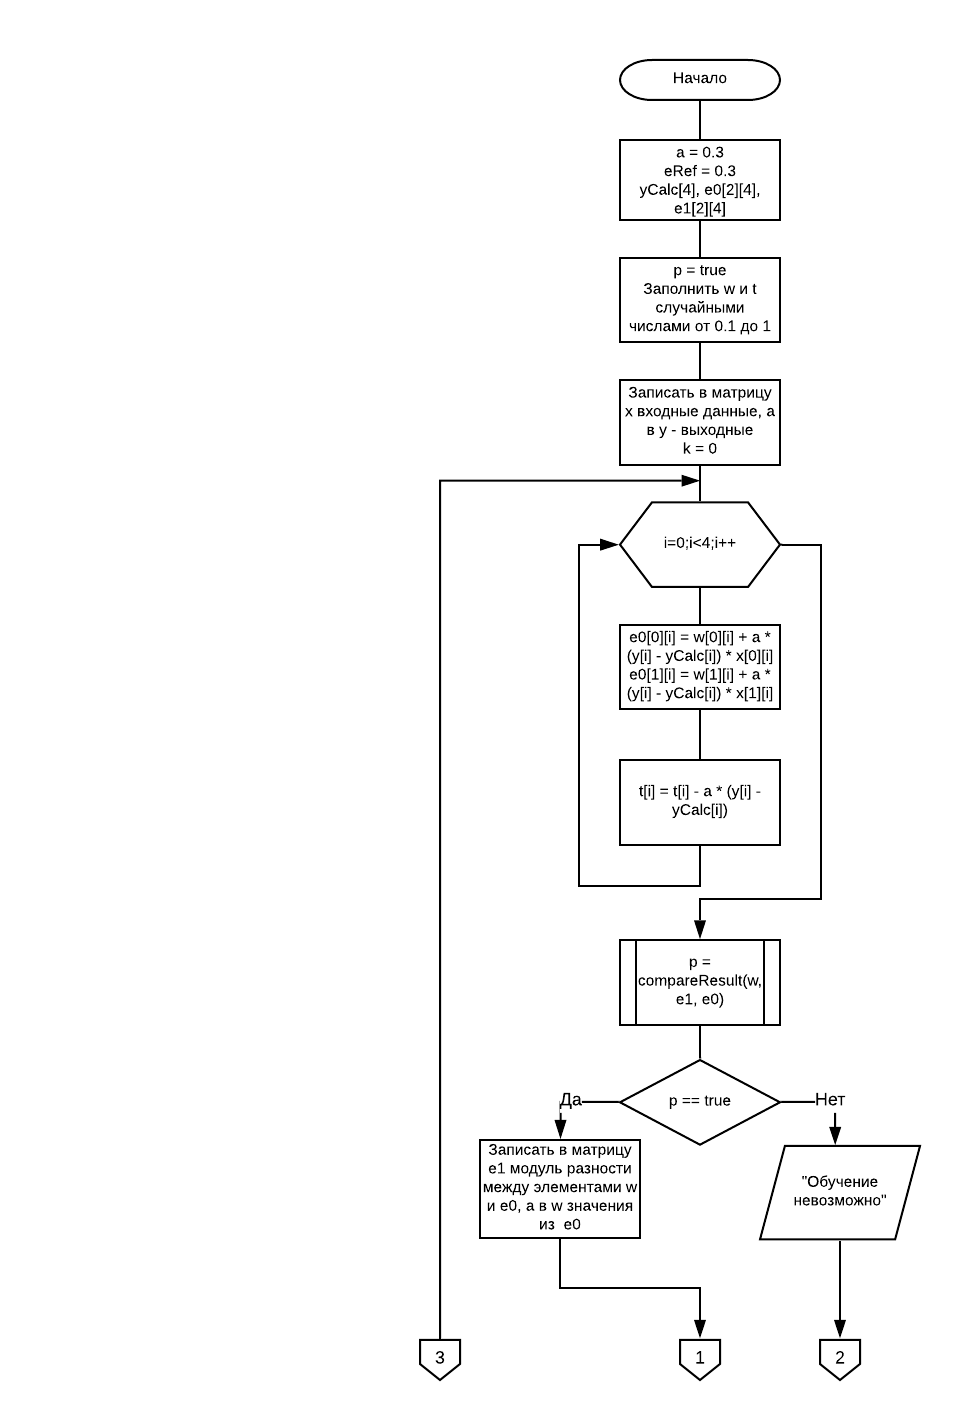 Начало
a = 0.3
eRef = 0.3
yCalc[4], e0[2][4],
e1[2][4]
p = true
Заполнить w и t
случайными
числами от 0.1 до 1
Записать в матрицу
x входные данные, а
в y - выходные
k = 0
i=0;i<4;i++
e0[0][i] = w[0][i] + a *
(y[i] - yCalc[i]) * x[0][i]
e0[1][i] = w[1][i] + a *
(y[i] - yCalc[i]) * x[1][i]
t[i] = t[i] - a * (y[i] -
yCalc[i])
p =
compareResult(w,
e1, e0)
p == true
Да
Нет
Записать в матрицу
e1 модуль разности
между элементами w
и e0, а в w значения
из  e0
"Обучение
невозможно"
3
1
2